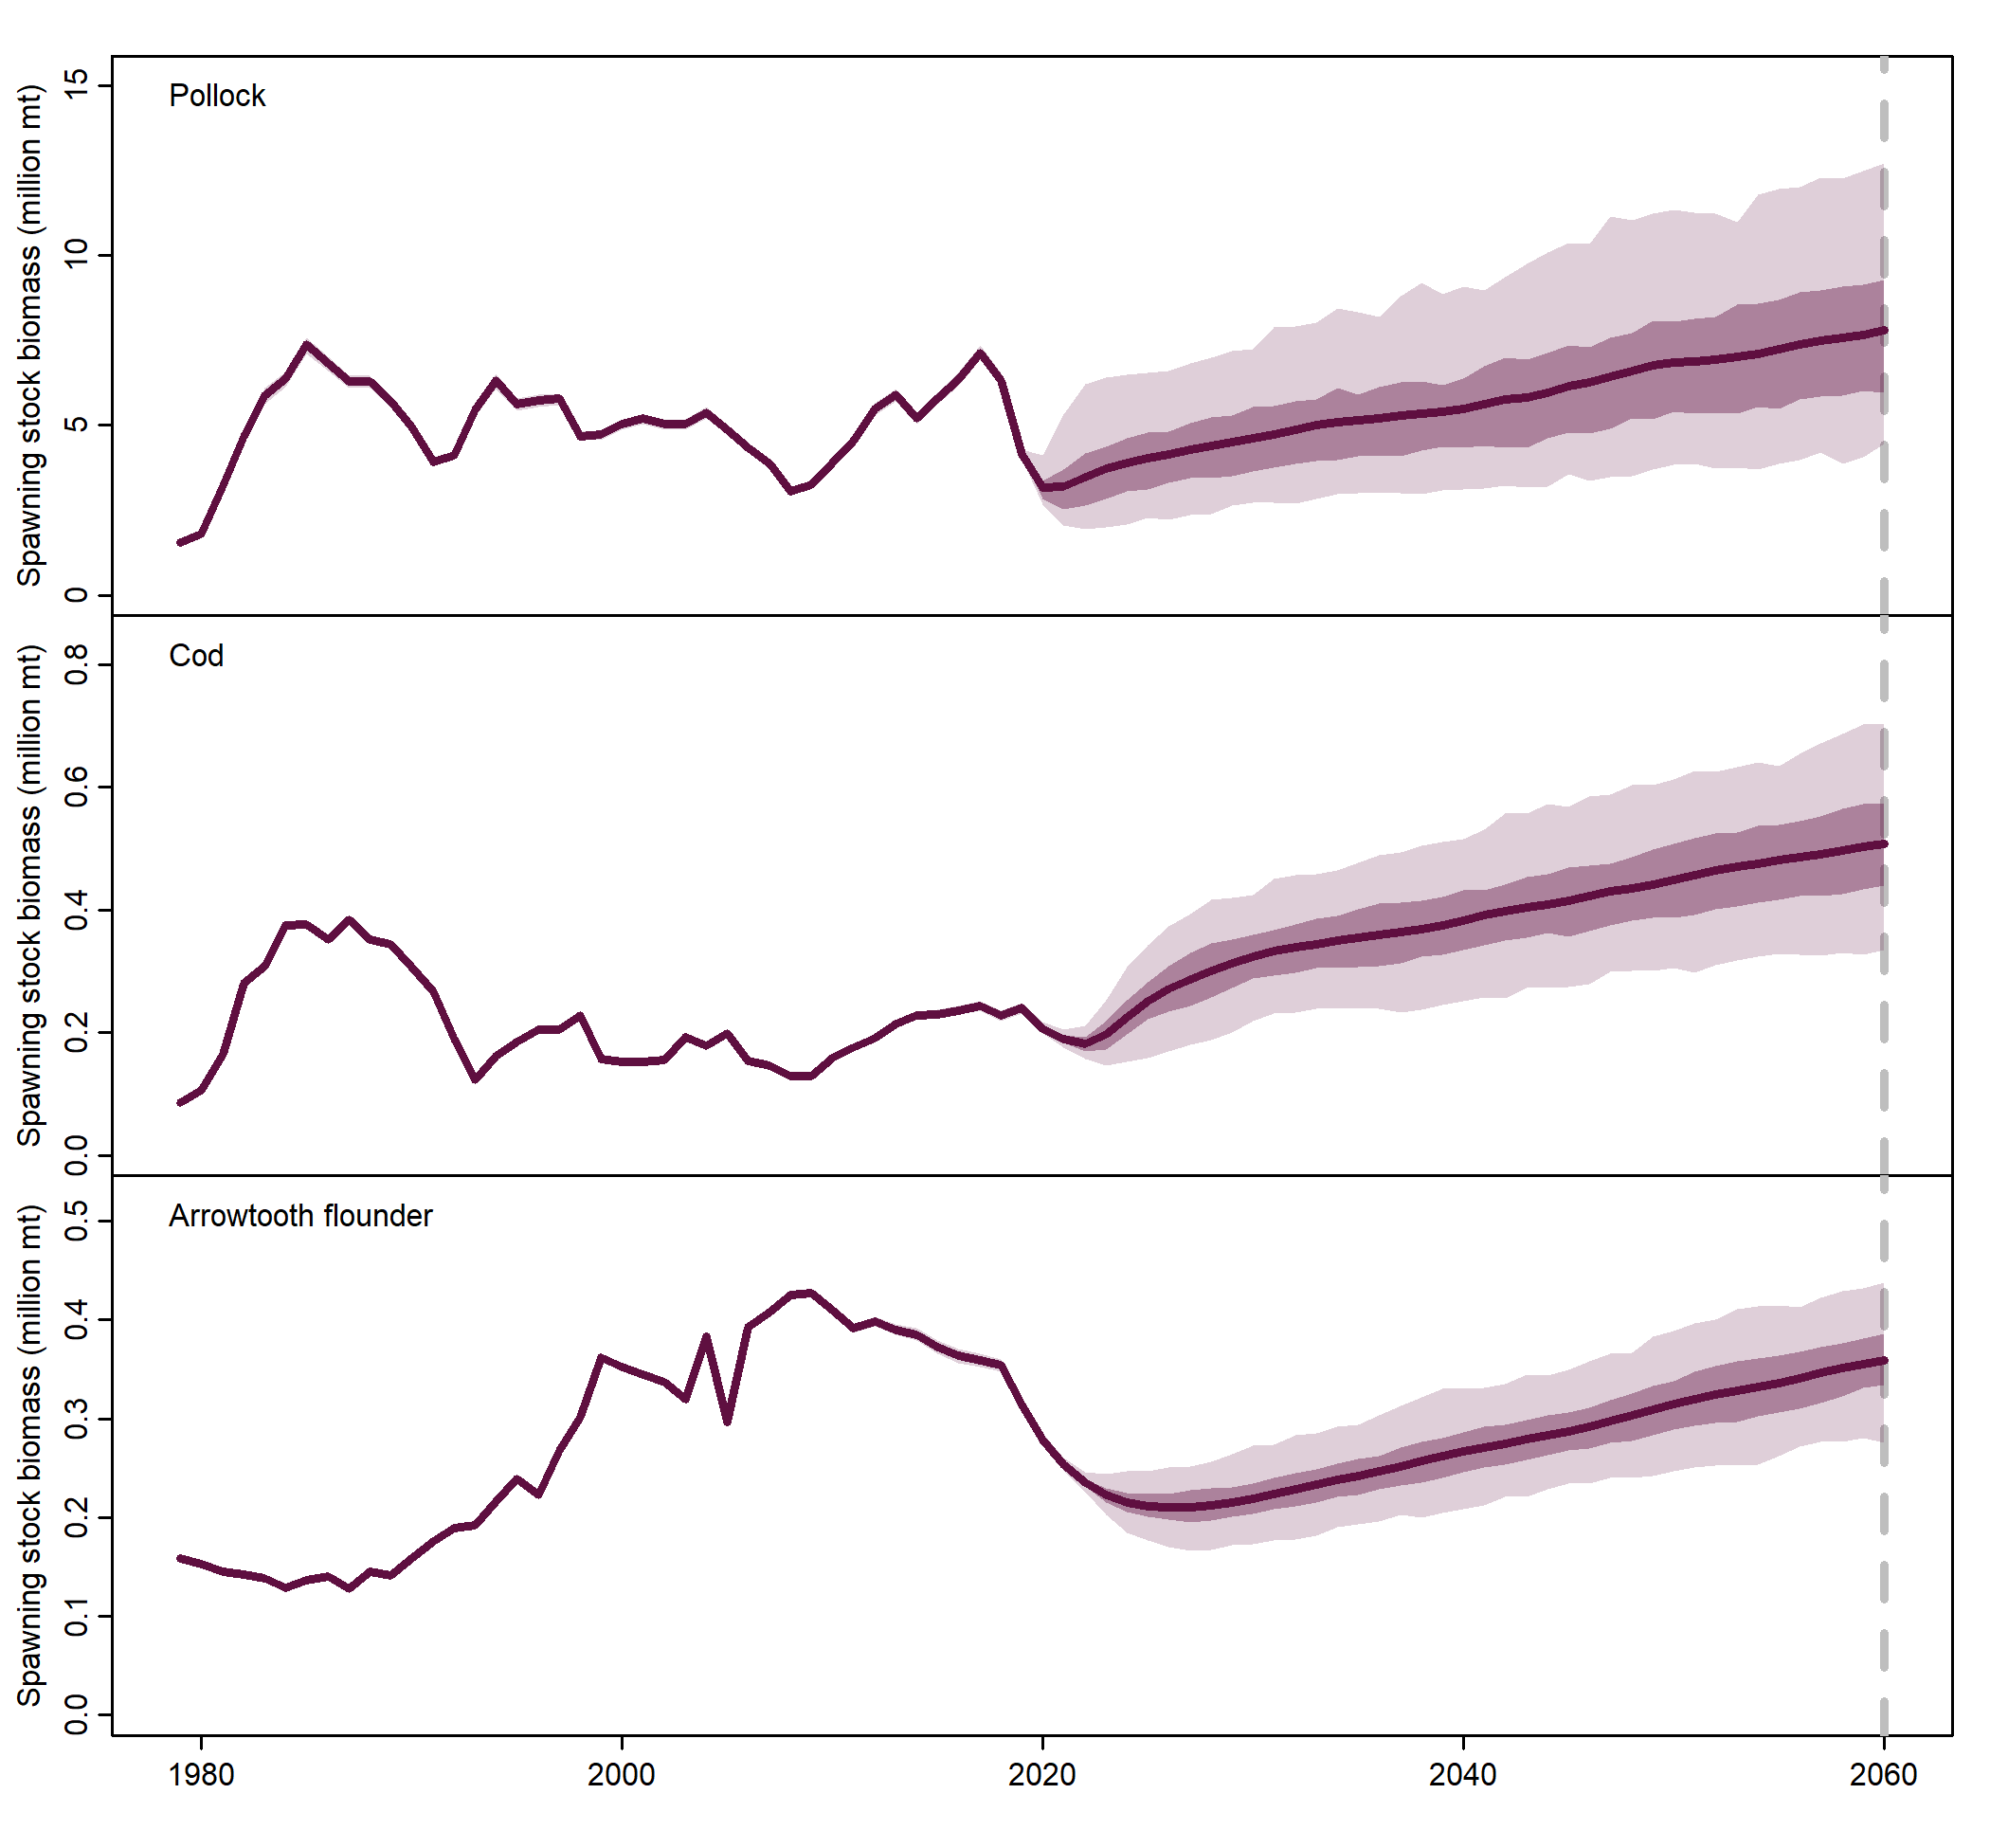 Pollock
Spawning stock biomass (million mt)
15
10
5
0
Cod
Spawning stock biomass (million mt)
0.8
0.6
0.4
0.2
0.0
Arrowtooth flounder
Spawning stock biomass (million mt)
0.5
0.4
0.3
0.2
0.1
0.0
1980 2000 2020 2040 2060